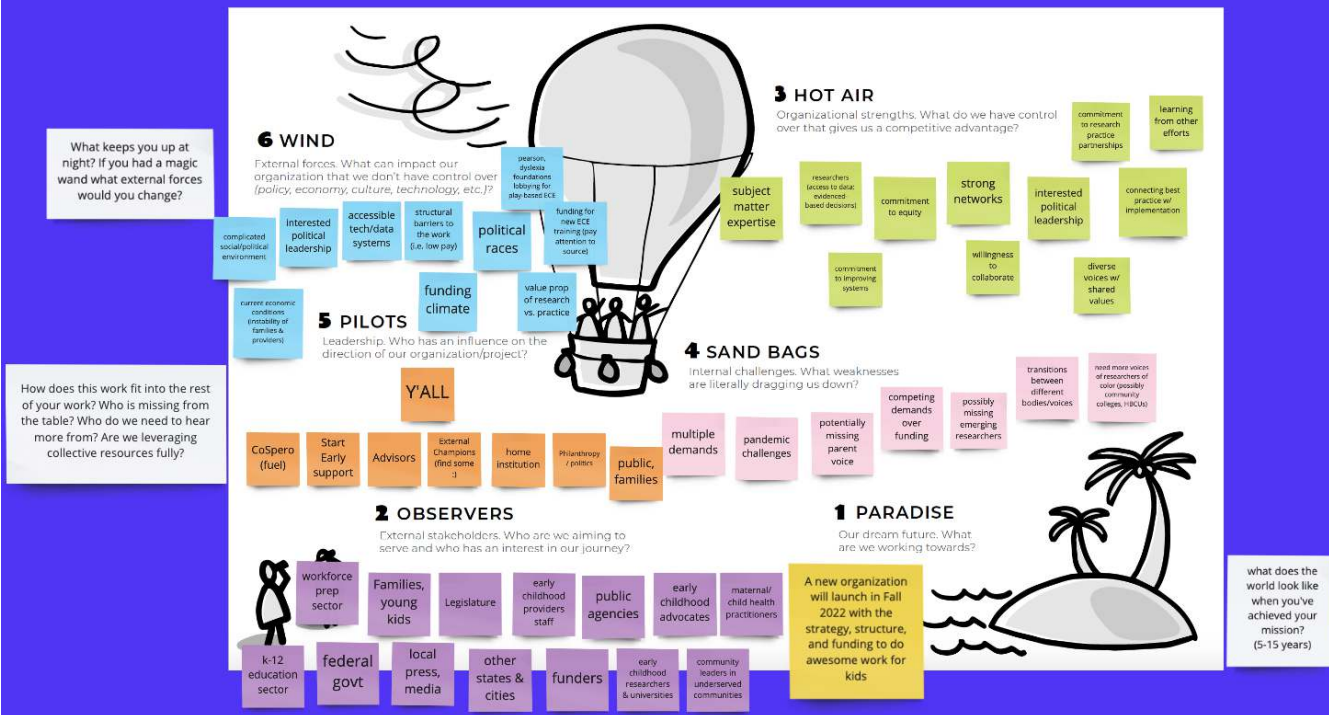 What keeps you up at
night? If you had a magic
wand what external forces
would you change?
6 WIND
External forces. What can impact our
organization that we don't have control over
(policy, economy, culture, technology, etc.)?
complicated
social/political
environment
interested
political
leadership
accessible
tech/data
systems
structural
barriers to
the work
(i.e. low pay)
political
races
pearson,
dyslexia
foundations
lobbying for
play-based ECE
funding for
new ECE
training (pay
attention to
source)
current economic
conditions
(instability of
families &
providers)
funding
climate
value prop
of research
vs. practice
3 HOT AIR
Organizational strengths. What do we have control
over that gives us a competitive advantage?
commitment
to research
practice
partnerships
learning
from other
efforts
subject
matter
expertise
researchers
(access to data;
evidenced-
based decisions)
commitment
to equity
strong
networks
interested
political
leadership
connecting best
practice w/
implementation
commitment
to improving
systems
willingness
to
collaborate
diverse
voices w/
shared
values
How does this work fit into the rest
of your work? Who is missing from
the table? Who do we need to hear
more from? Are we leveraging
collective resources fully?
5 PILOTS
Leadership. Who has an influence on the
direction of our organization/project?
Y'ALL
CoSpero
(fuel)
Start
Early
support
Advisors
External
Champions
(find some
:)
home
institution
Philanthropy
/ politics
public,
families
4 SAND BAGS
Internal challenges. What weaknesses
are literally dragging us down?
multiple
demands
pandemic
challenges
potentially
missing
parent
voice
competing
demands
over
funding
possibly
missing
emerging
researchers
transitions
between
different
bodies/voices
need more voices
of researchers of
color (possibly
community
colleges, HBCUs)
2 OBSERVERS
External stakeholders. Who are we aiming to
serve and who has an interest in our journey?
workforce
prep
sector
Families,
young
kids
Legislature
early
childhood
providers
staff
public
agencies
early
childhood
advocates
maternal/
child health
practitioners
k-12
education
sector
federal
govt
local
press,
media
other
states &
cities
funders
early
childhood
researchers
& universities
community
leaders in
underserved
communities
1 PARADISE
Our dream future. What
are we working towards?
A new organization
will launch in Fall
2022 with the
strategy, structure,
and funding to do
awesome work for
kids
what does the
world look like
when you've
achieved your
mission?
(5-15 years)